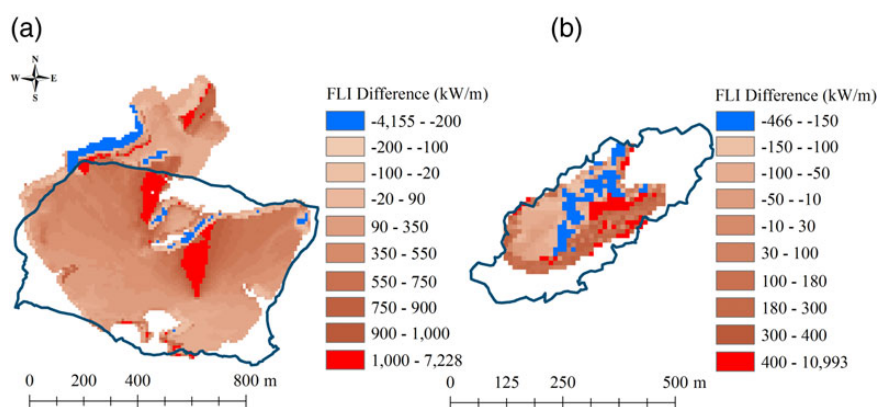 (a)
(b)
N
W E
S
FLI Difference (kW/m)
-4,155 - -200
-200 - -100
-100 - -20
-20 - 90
90 - 350
350 - 550
550 - 750
750 - 900
900 - 1,000
1,000 - 7,228
0 200 400 800 m
FLI Difference (kW/m)
-466 - -150
-150 - -100
-100 - -50
-50 - -10
-10 - 30
30 - 100
100 - 180
180 - 300
300 - 400
400 - 10,993
0 125 250 500 m